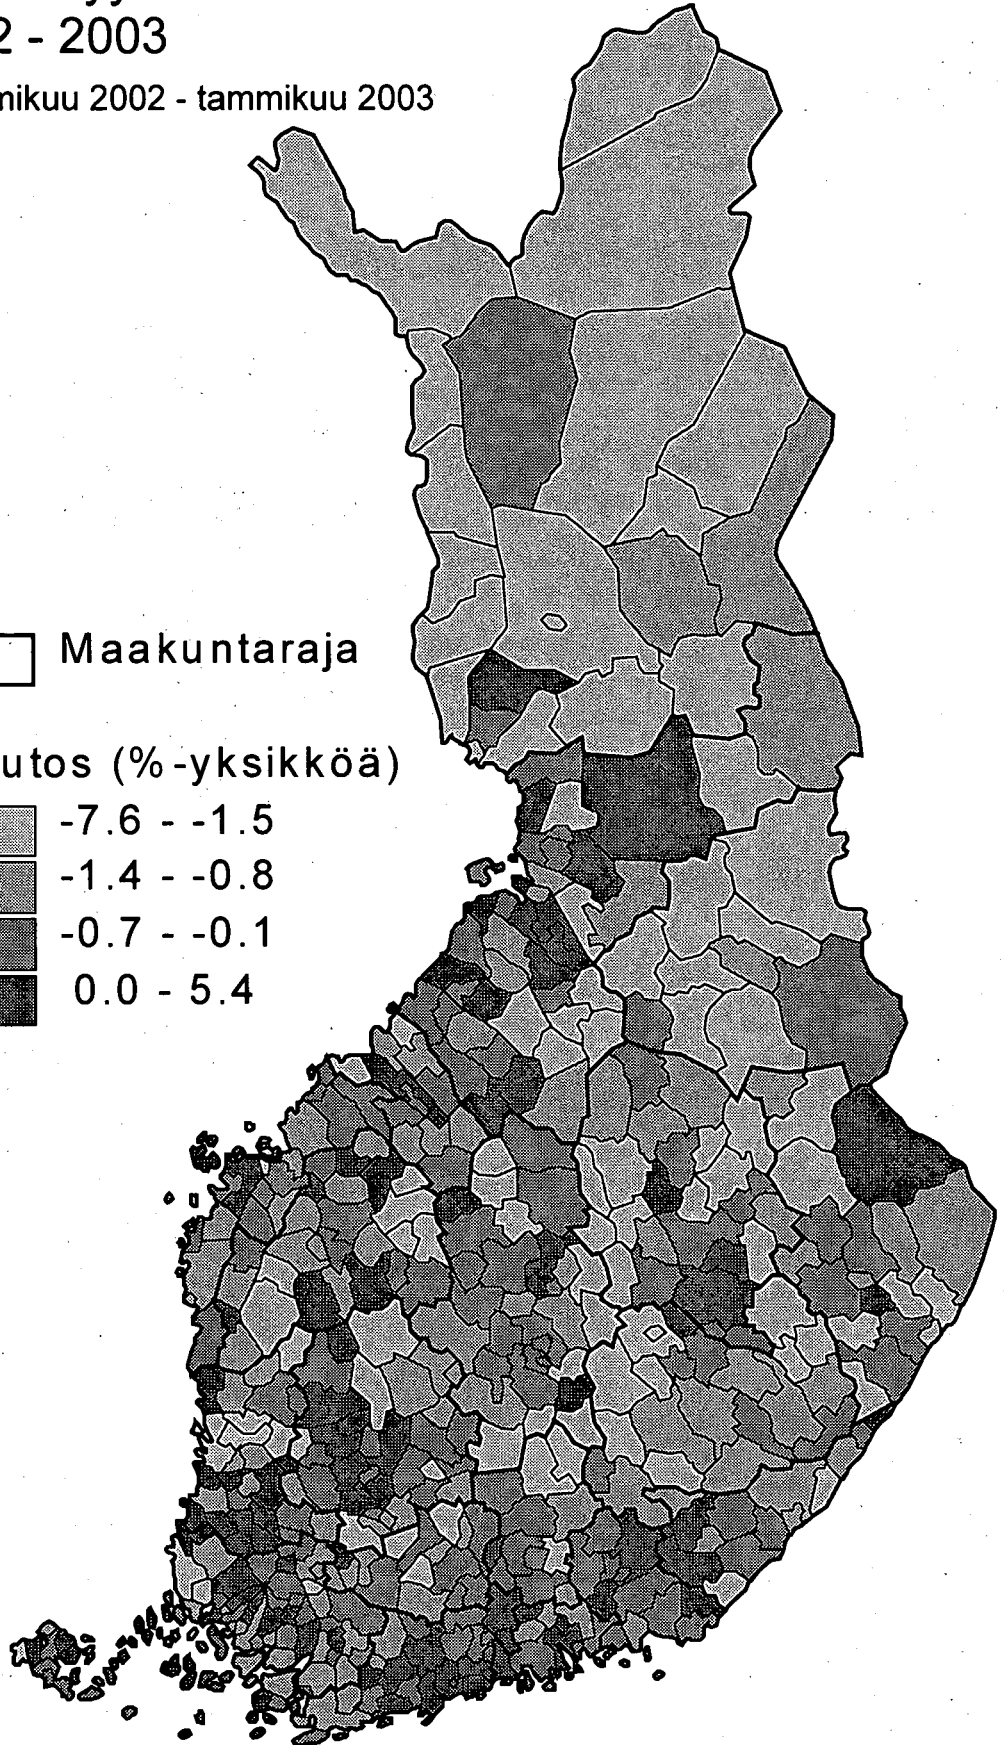 2 - 2003
mikuu 2002 - tammikuu 2003
Maakuntaraja
utos (%-yksikköä)
-7.6 - -1.5
-1.4 - -0.8
-0.7 - -0.1
0.0 - 5.4